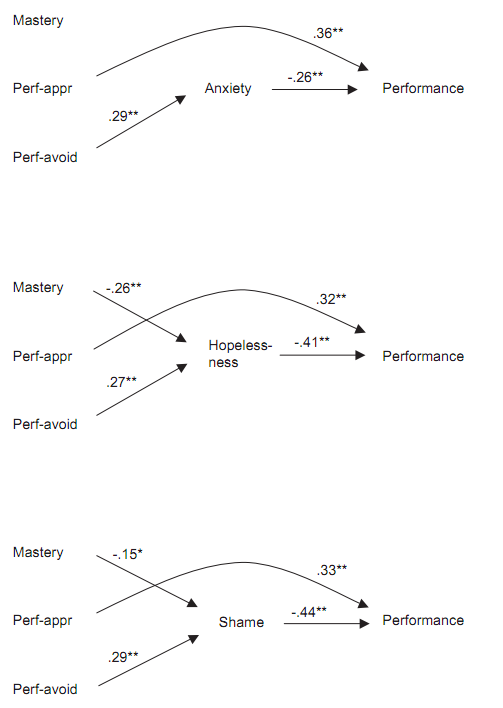 Mastery
.36**
Perf-appr
Anxiety
-.26**
Performance
.29**
Perf-avoid
Mastery
-.26**
.32**
Perf-appr
Hopeless-
ness
-.41**
Performance
.27**
Perf-avoid
Mastery
-.15*
.33**
Perf-appr
Shame
-.44**
Performance
.29**
Perf-avoid